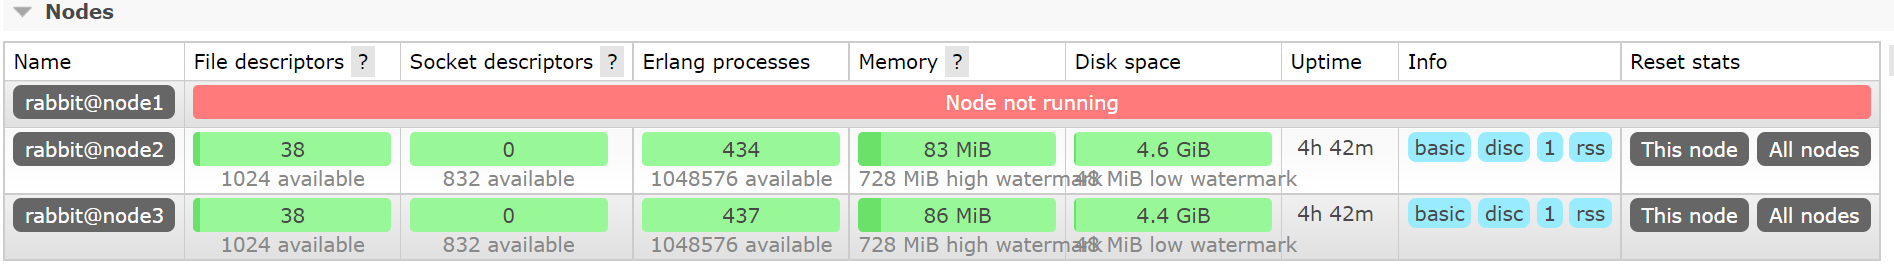 Nodes
Name File descriptors ? Socket descriptors ? Erlang processes Memory ? Disk space Uptime Info Reset stats
rabbit@node1 Node not running
rabbit@node2 38 0 434 83 MiB 4.6 GiB 4h 42m basic disc 1 rss This node All nodes
1024 available 832 available 1048576 available 728 MiB high watermark 48 MiB low watermark
rabbit@node3 38 0 437 86 MiB 4.4 GiB 4h 42m basic disc 1 rss This node All nodes
1024 available 832 available 1048576 available 728 MiB high watermark 48 MiB low watermark